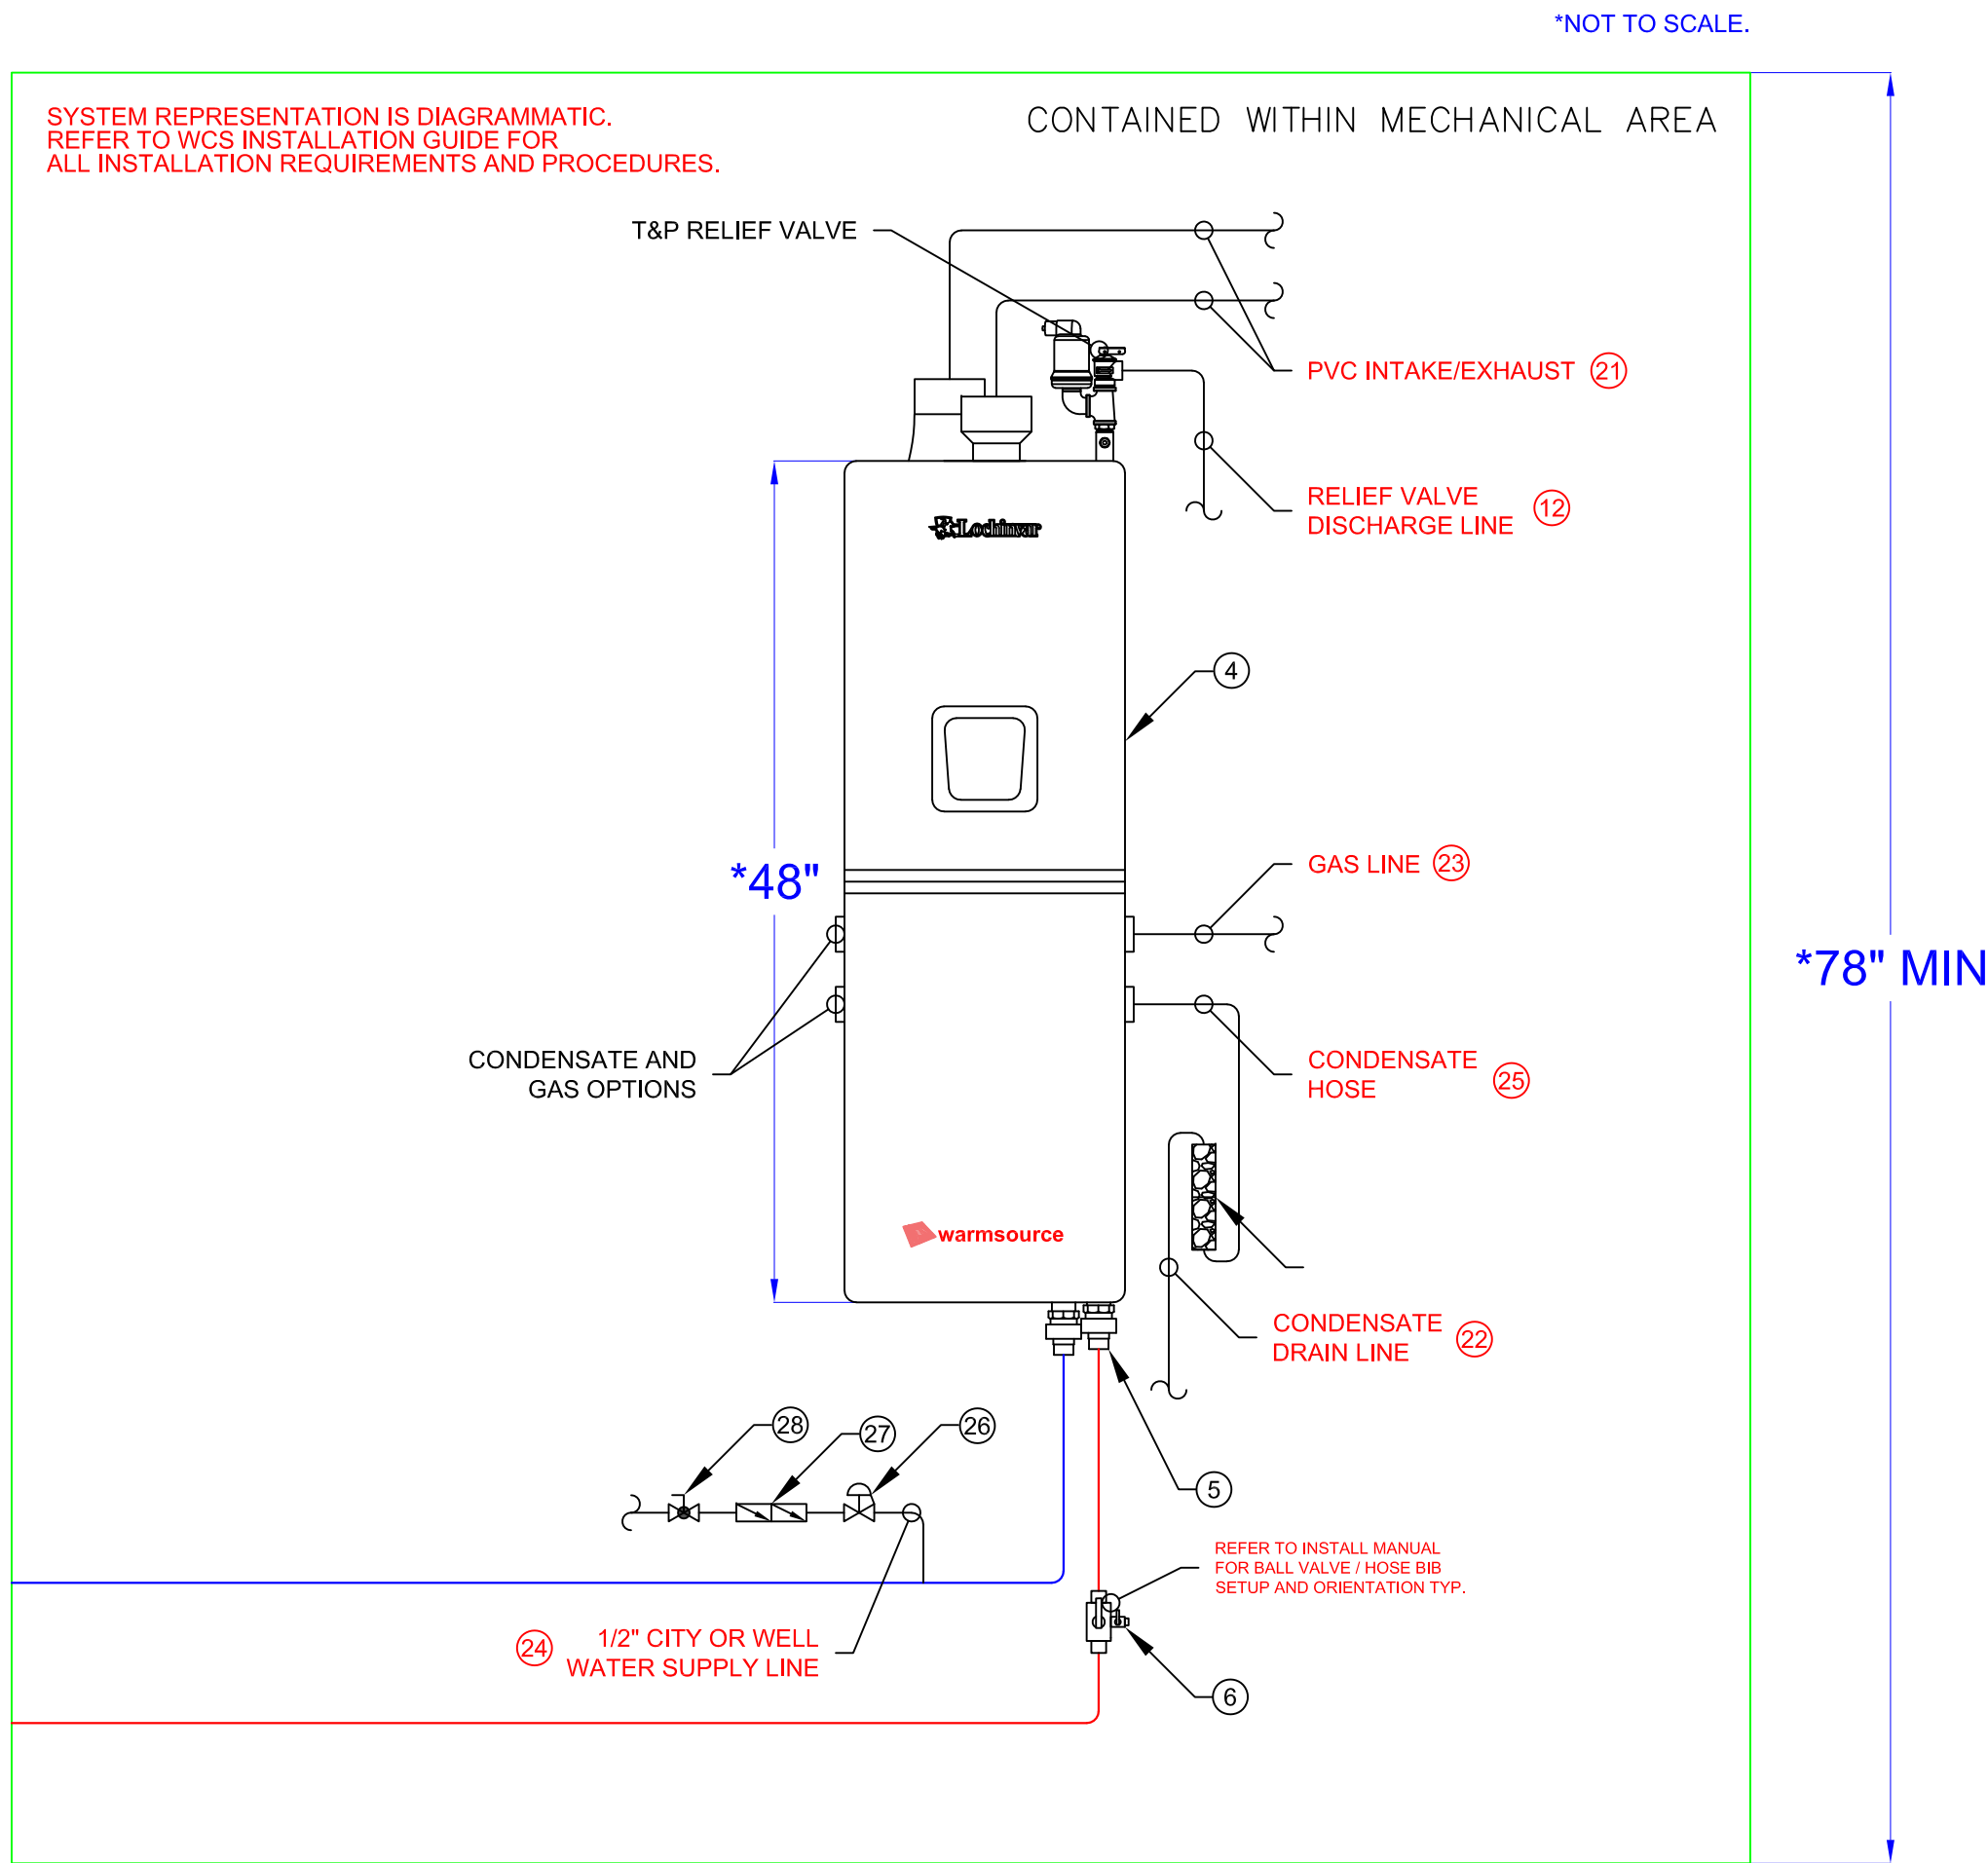 *NOT TO SCALE.
SYSTEM REPRESENTATION IS DIAGRAMMATIC.
REFER TO WCS INSTALLATION GUIDE FOR
ALL INSTALLATION REQUIREMENTS AND PROCEDURES.
CONTAINED WITHIN MECHANICAL AREA
T&P RELIEF VALVE
PVC INTAKE/EXHAUST 21
RELIEF VALVE
DISCHARGE LINE 12
Lochinvar
4
*48"
GAS LINE 23
*78" MIN
CONDENSATE AND
GAS OPTIONS
CONDENSATE
HOSE 25
warmsource
CONDENSATE
DRAIN LINE 22
28
27
26
5
REFER TO INSTALL MANUAL
FOR BALL VALVE / HOSE BIB
SETUP AND ORIENTATION TYP.
24 1/2" CITY OR WELL
WATER SUPPLY LINE
6